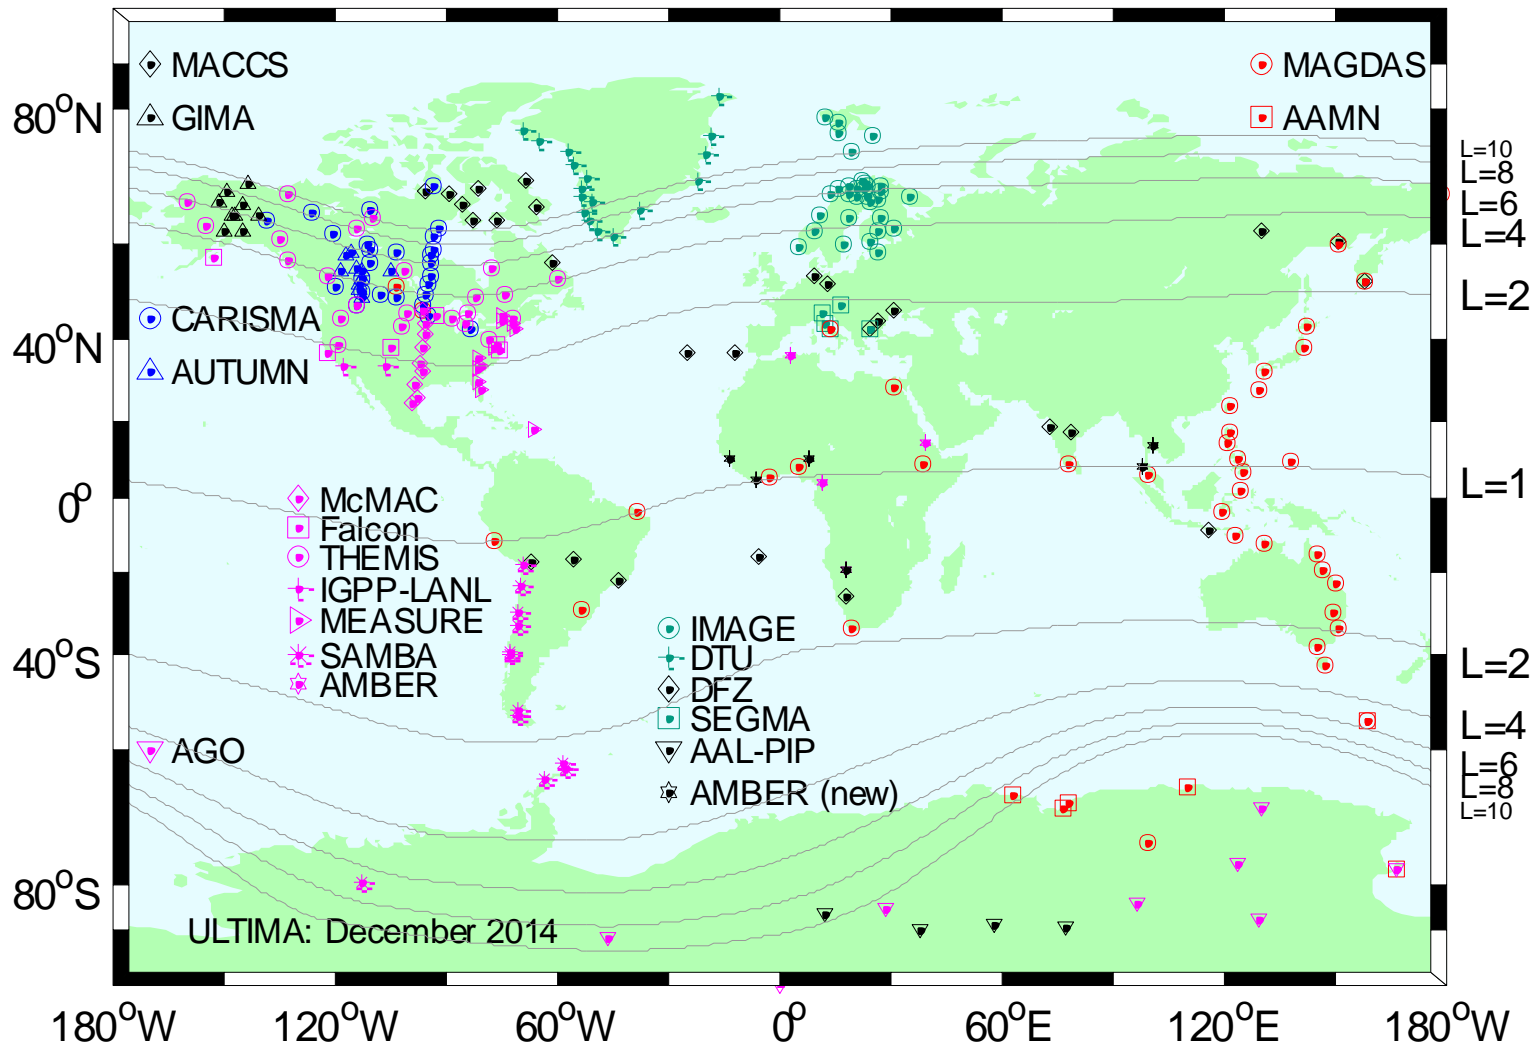 MACCS
GIMA
MAGDAS
AAMN
80°N
L=10
L=8
L=6
L=4
CARISMA
L=2
40°N
AUTUMN
McMAC
L=1
0°
Falcon
THEMIS
IGPP-LANL
MEASURE
SAMBA
AMBER
IMAGE
DTU
DFZ
SEGMA
AAL-PIP
AMBER (new)
40°S
L=2
AGO
L=4
L=6
L=8
L=10
80°S
ULTIMA: December 2014
180°W
120°W
60°W
0°
60°E
120°E
180°W